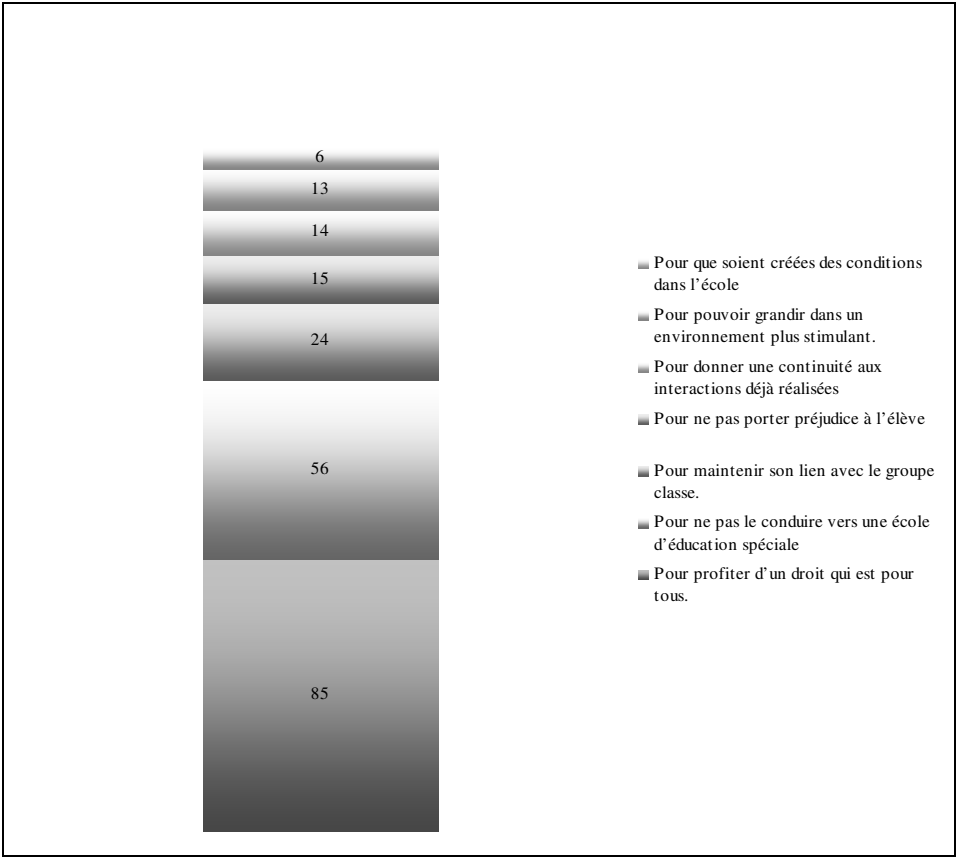 6
13
14
15
24
56
85
Pour que soient créées des conditions
dans l'école
Pour pouvoir grandir dans un
environnement plus stimulant.
Pour donner une continuité aux
interactions déjà réalisées
Pour ne pas porter préjudice à l'élève
Pour maintenir son lien avec le groupe
classe.
Pour ne pas le conduire vers une école
d'éducation spéciale
Pour profiter d'un droit qui est pour
tous.